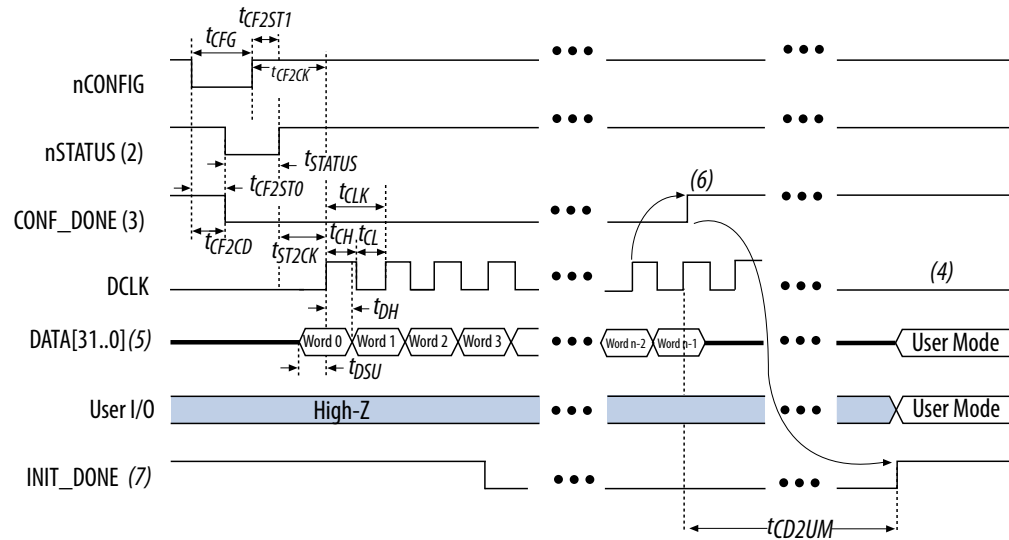 tCF2ST1
tCFG
tCF2CK
nCONFIG
nSTATUS (2)
tSTATUS
tCF2ST0
tCLK
(6)
CONF_DONE (3)
tCF2CD
tST2CK
tCH
tCL
DCLK
(4)
tDH
DATA[31..0] (5)
Word 0
Word 1
Word 2
Word 3
Word n-2
Word n-1
User Mode
tDSU
User I/O
High-Z
User Mode
INIT_DONE (7)
tCD2UM